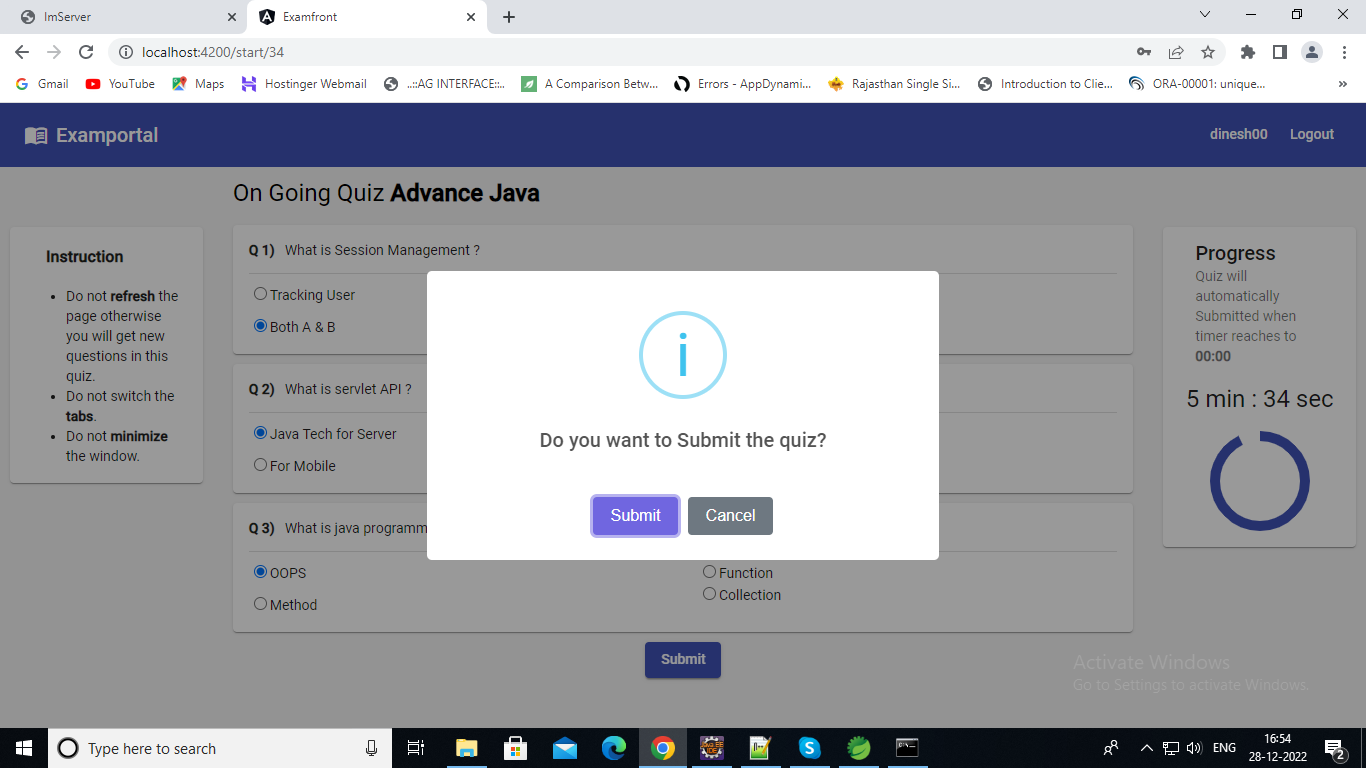 ImServer
Examfront
localhost:4200/start/34
Gmail
YouTube
Maps
Hostinger Webmail
..::AG INTERFACE::..
A Comparison Betw...
Errors - AppDynami...
Rajasthan Single Si...
Introduction to Clie...
ORA-00001: unique...
»
Examportal
dinesh00
Logout
On Going Quiz Advance Java
Instruction
• Do not refresh the
page otherwise
you will get new
questions in this
quiz.
• Do not switch the
tabs.
• Do not minimize
the window.
Q 1) What is Session Management ?
Tracking User
Both A & B
Q 2) What is servlet API ?
Java Tech for Server
For Mobile
Q 3) What is java programm
OOPS
Function
Method
Collection
Submit
i
Do you want to Submit the quiz?
Submit
Cancel
Progress
Quiz will
automatically
Submitted when
timer reaches to
00:00
5 min : 34 sec
Activate Windows
Go to Settings to activate Windows.
Type here to search
ENG
16:54
28-12-2022
2